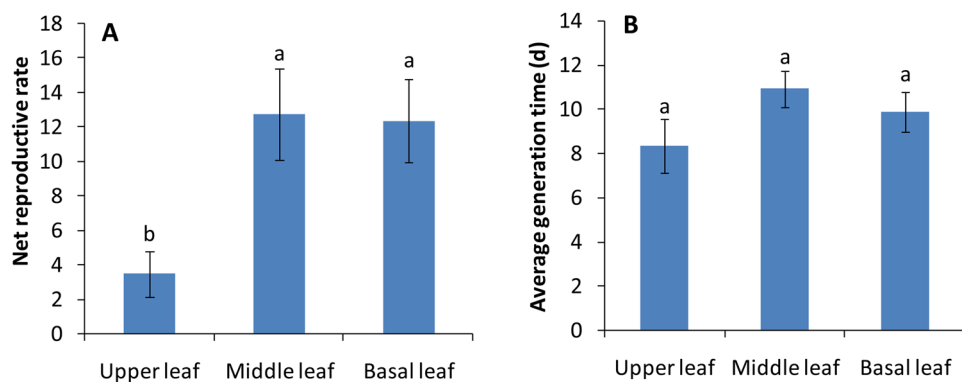 A
Net reproductive rate
18
16
14
12
10
8
6
4
2
0
b
a
a
Upper leaf Middle leaf Basal leaf
B
Average generation time (d)
14
12
10
8
6
4
2
0
a
a
a
Upper leaf Middle leaf Basal leaf